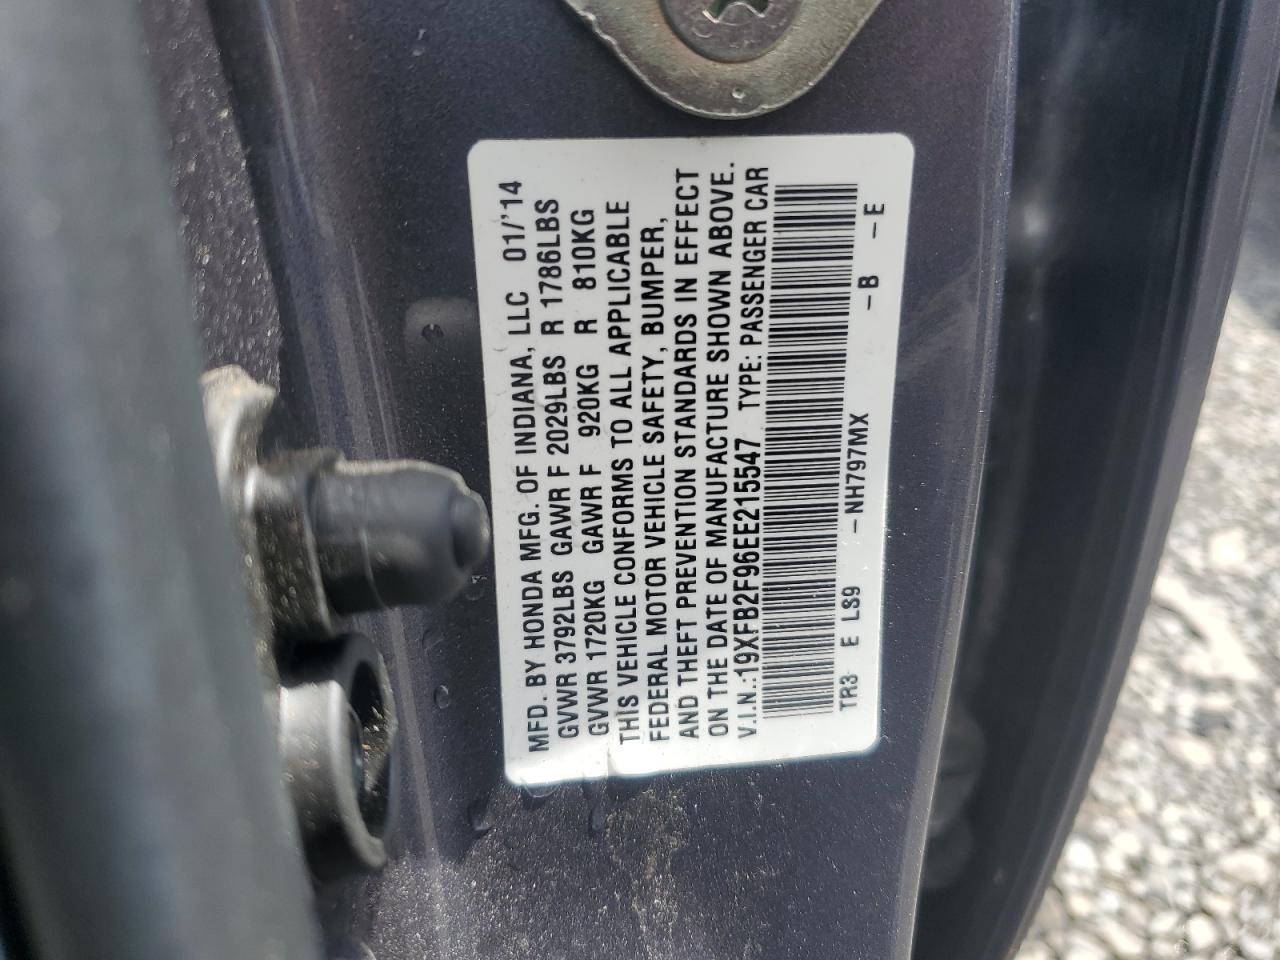 MFD. BY HONDA MFG. OF INDIANA, LLC 01/'14
GVWR 3792LBS GAWR F 2029LBS R 1786LBS
GVWR 1720KG GAWR F 920KG R 810KG
THIS VEHICLE CONFORMS TO ALL APPLICABLE
FEDERAL MOTOR VEHICLE SAFETY, BUMPER,
AND THEFT PREVENTION STANDARDS IN EFFECT
ON THE DATE OF MANUFACTURE SHOWN ABOVE.
V.I.N.:19XFB2F96EE215547 TYPE: PASSENGER CAR
TR3- E LS9 -NH797MX -B -E